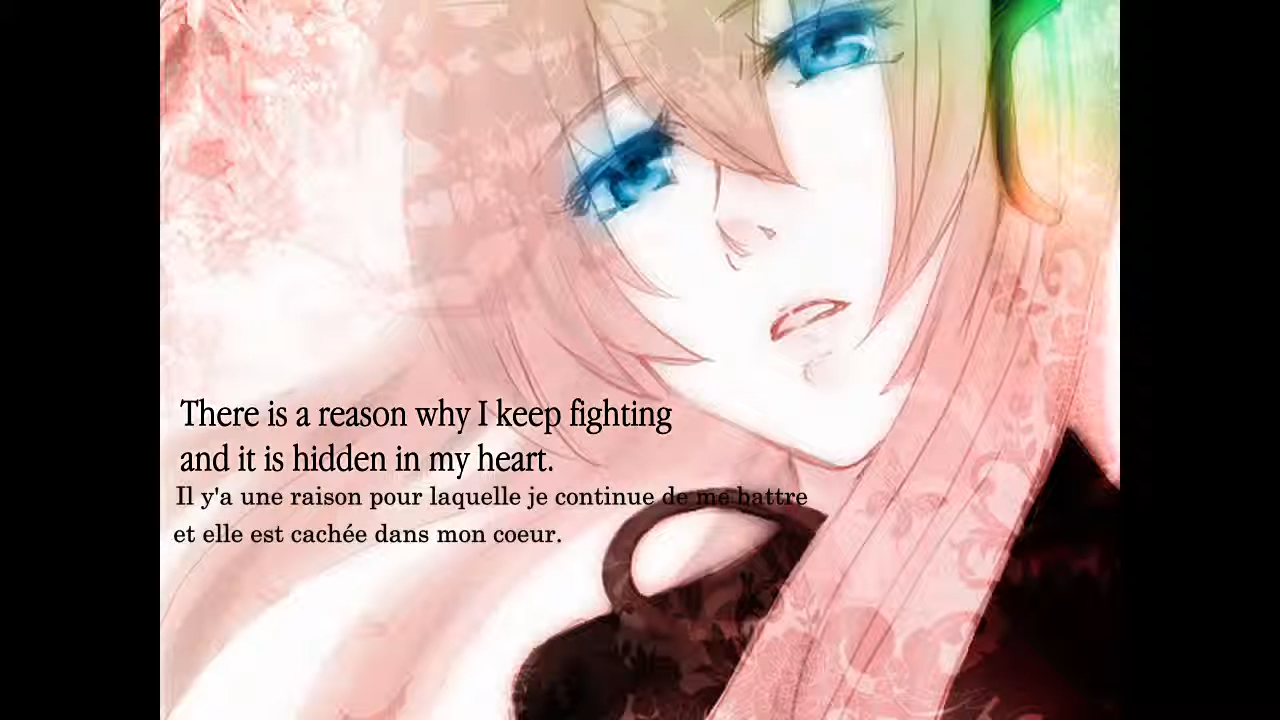 There is a reason why I keep fighting
and it is hidden in my heart.
Il y'a une raison pour laquelle je continue de me battre
et elle est cachée dans mon coeur.